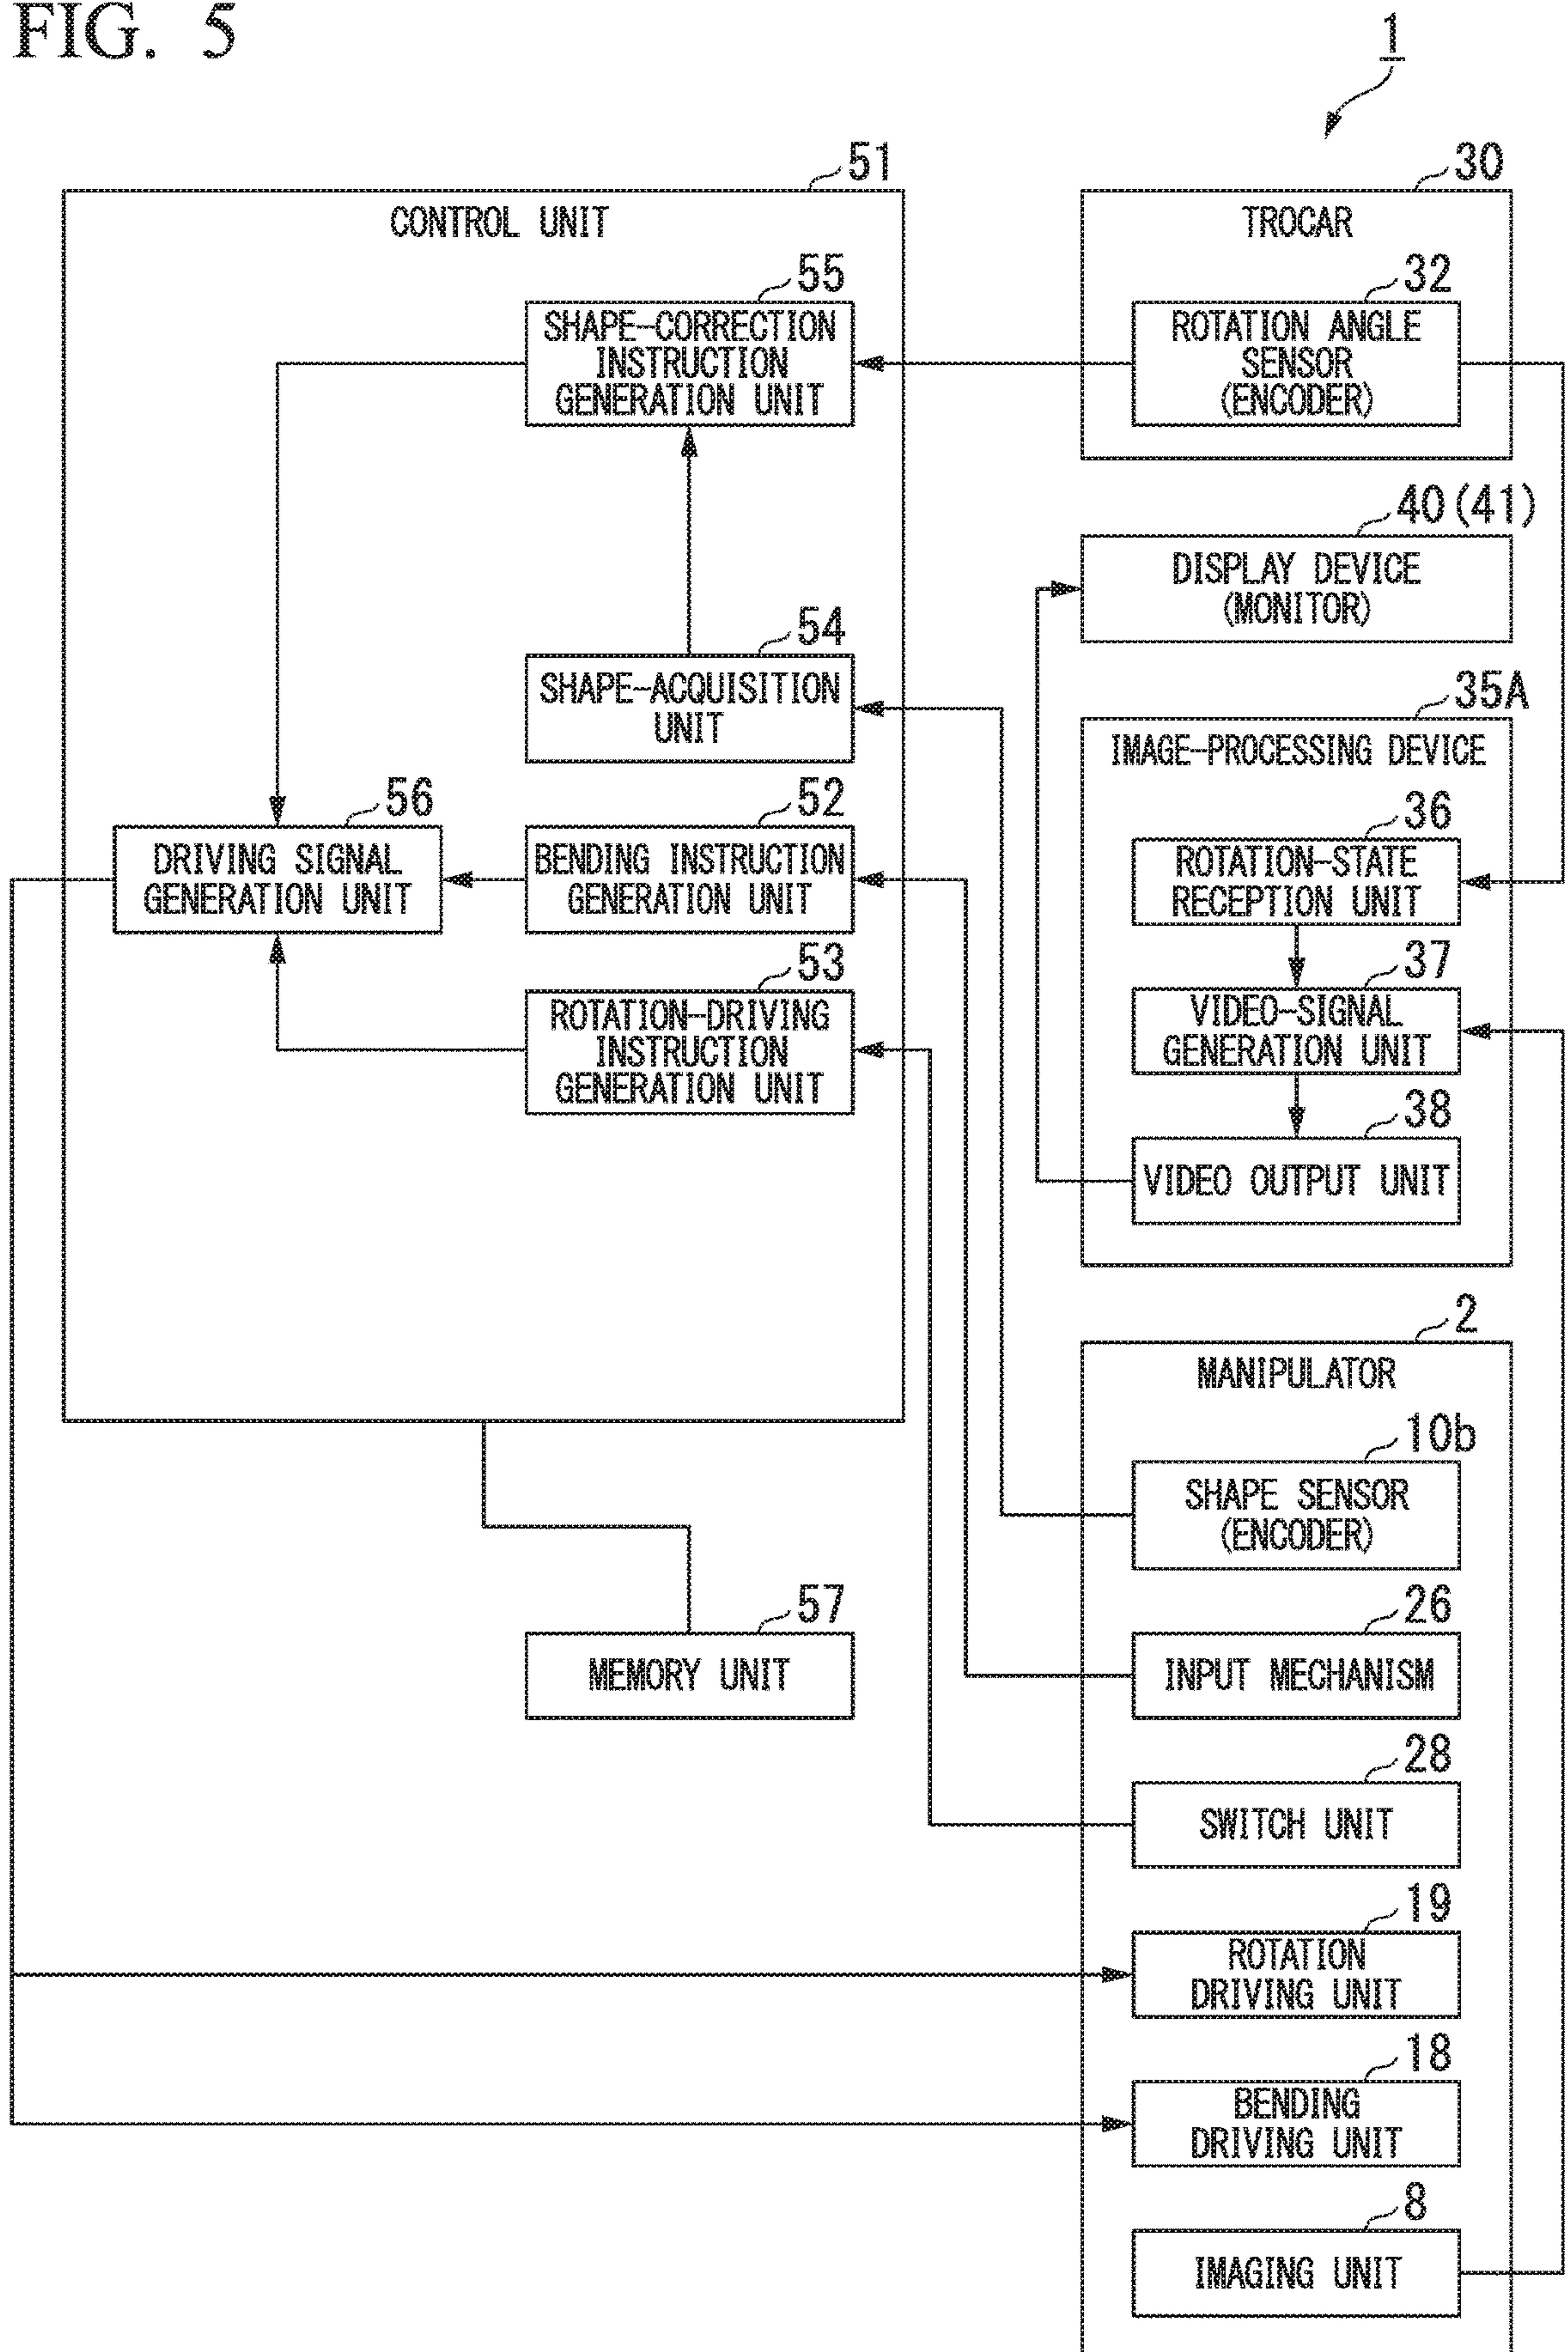 FIG. 5
1
51
CONTROL UNIT
55
SHAPE-CORRECTION
INSTRUCTION
GENERATION UNIT
54
SHAPE-ACQUISITION
UNIT
56
DRIVING SIGNAL
GENERATION UNIT
52
BENDING INSTRUCTION
GENERATION UNIT
53
ROTATION-DRIVING
INSTRUCTION
GENERATION UNIT
57
MEMORY UNIT
30
TROCAR
32
ROTATION ANGLE
SENSOR
(ENCODER)
40(41)
DISPLAY DEVICE
(MONITOR)
35A
IMAGE-PROCESSING DEVICE
36
ROTATION-STATE
RECEPTION UNIT
37
VIDEO-SIGNAL
GENERATION UNIT
38
VIDEO OUTPUT UNIT
2
MANIPULATOR
10b
SHAPE SENSOR
(ENCODER)
26
INPUT MECHANISM
28
SWITCH UNIT
19
ROTATION
DRIVING UNIT
18
BENDING
DRIVING UNIT
8
IMAGING UNIT